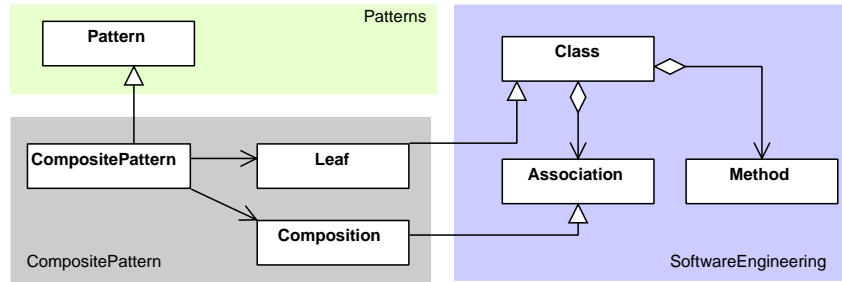 Patterns
Pattern
Class
CompositePattern
Leaf
Association
Method
Composition
CompositePattern
SoftwareEngineering